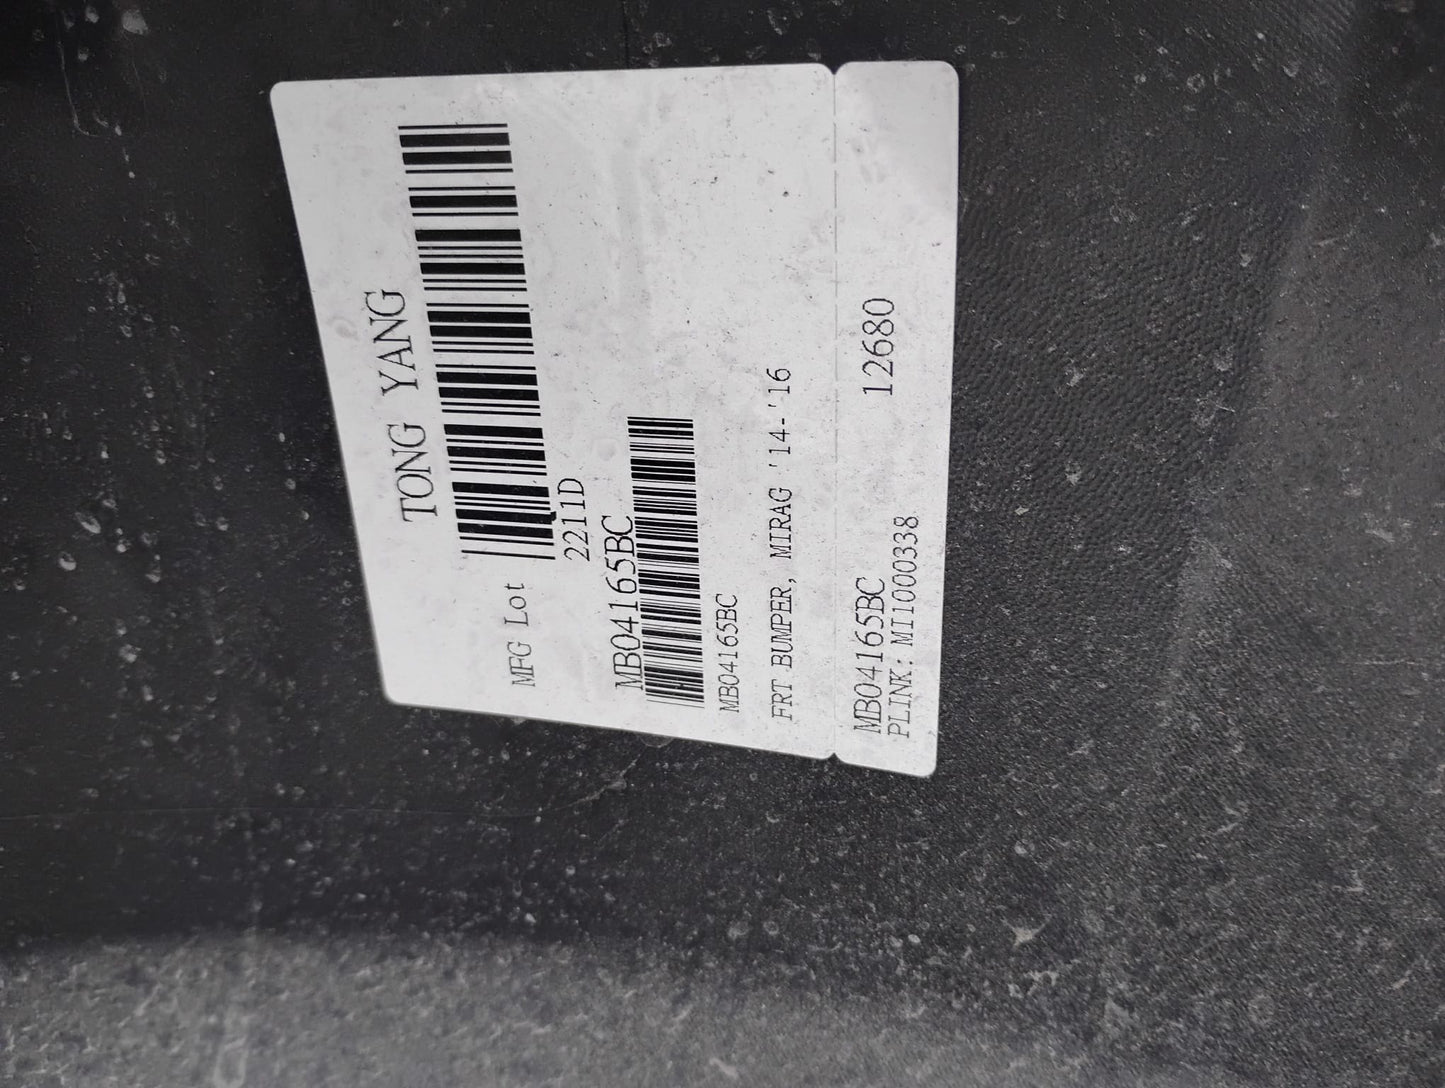 TONG YANG
MFG Lot
2211D
MB04165BC
MB04165BC
FRT BUMPER, MIRAG '14-'16
MB04165BC 12680
PLINK: MI1000338